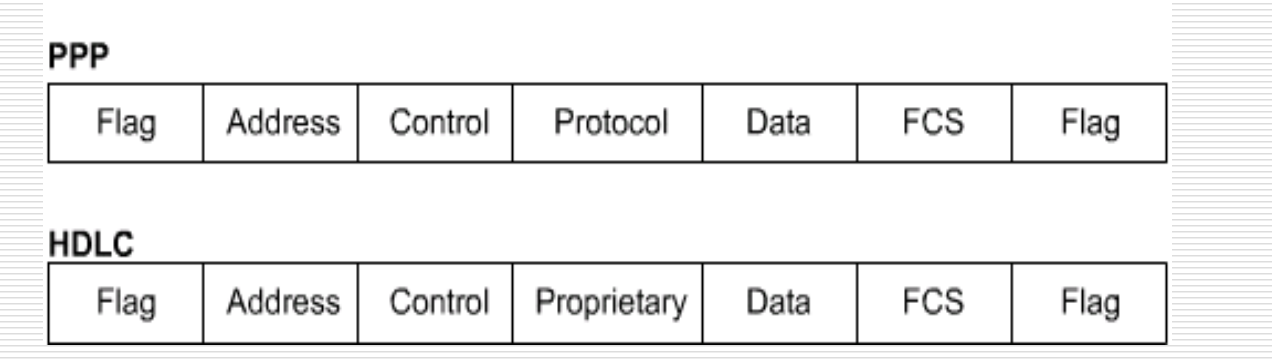 PPP
Flag Address Control Protocol Data FCS Flag
HDLC
Flag Address Control Proprietary Data FCS Flag